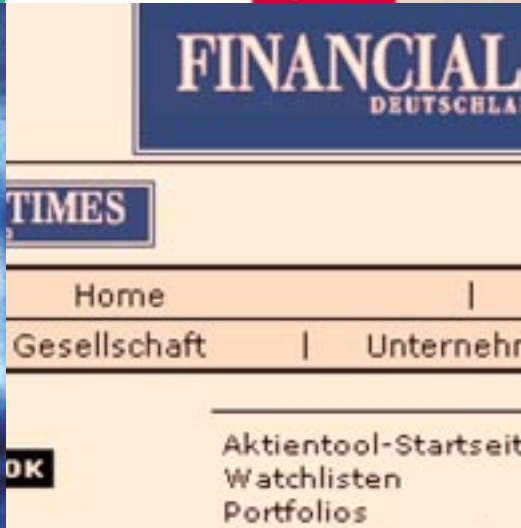 FINANCIAL
DEUTSCHLA
TIMES
Home |
Gesellschaft | Unternehm
Aktientool-Startseit
OK
Watchlisten
Portfolios